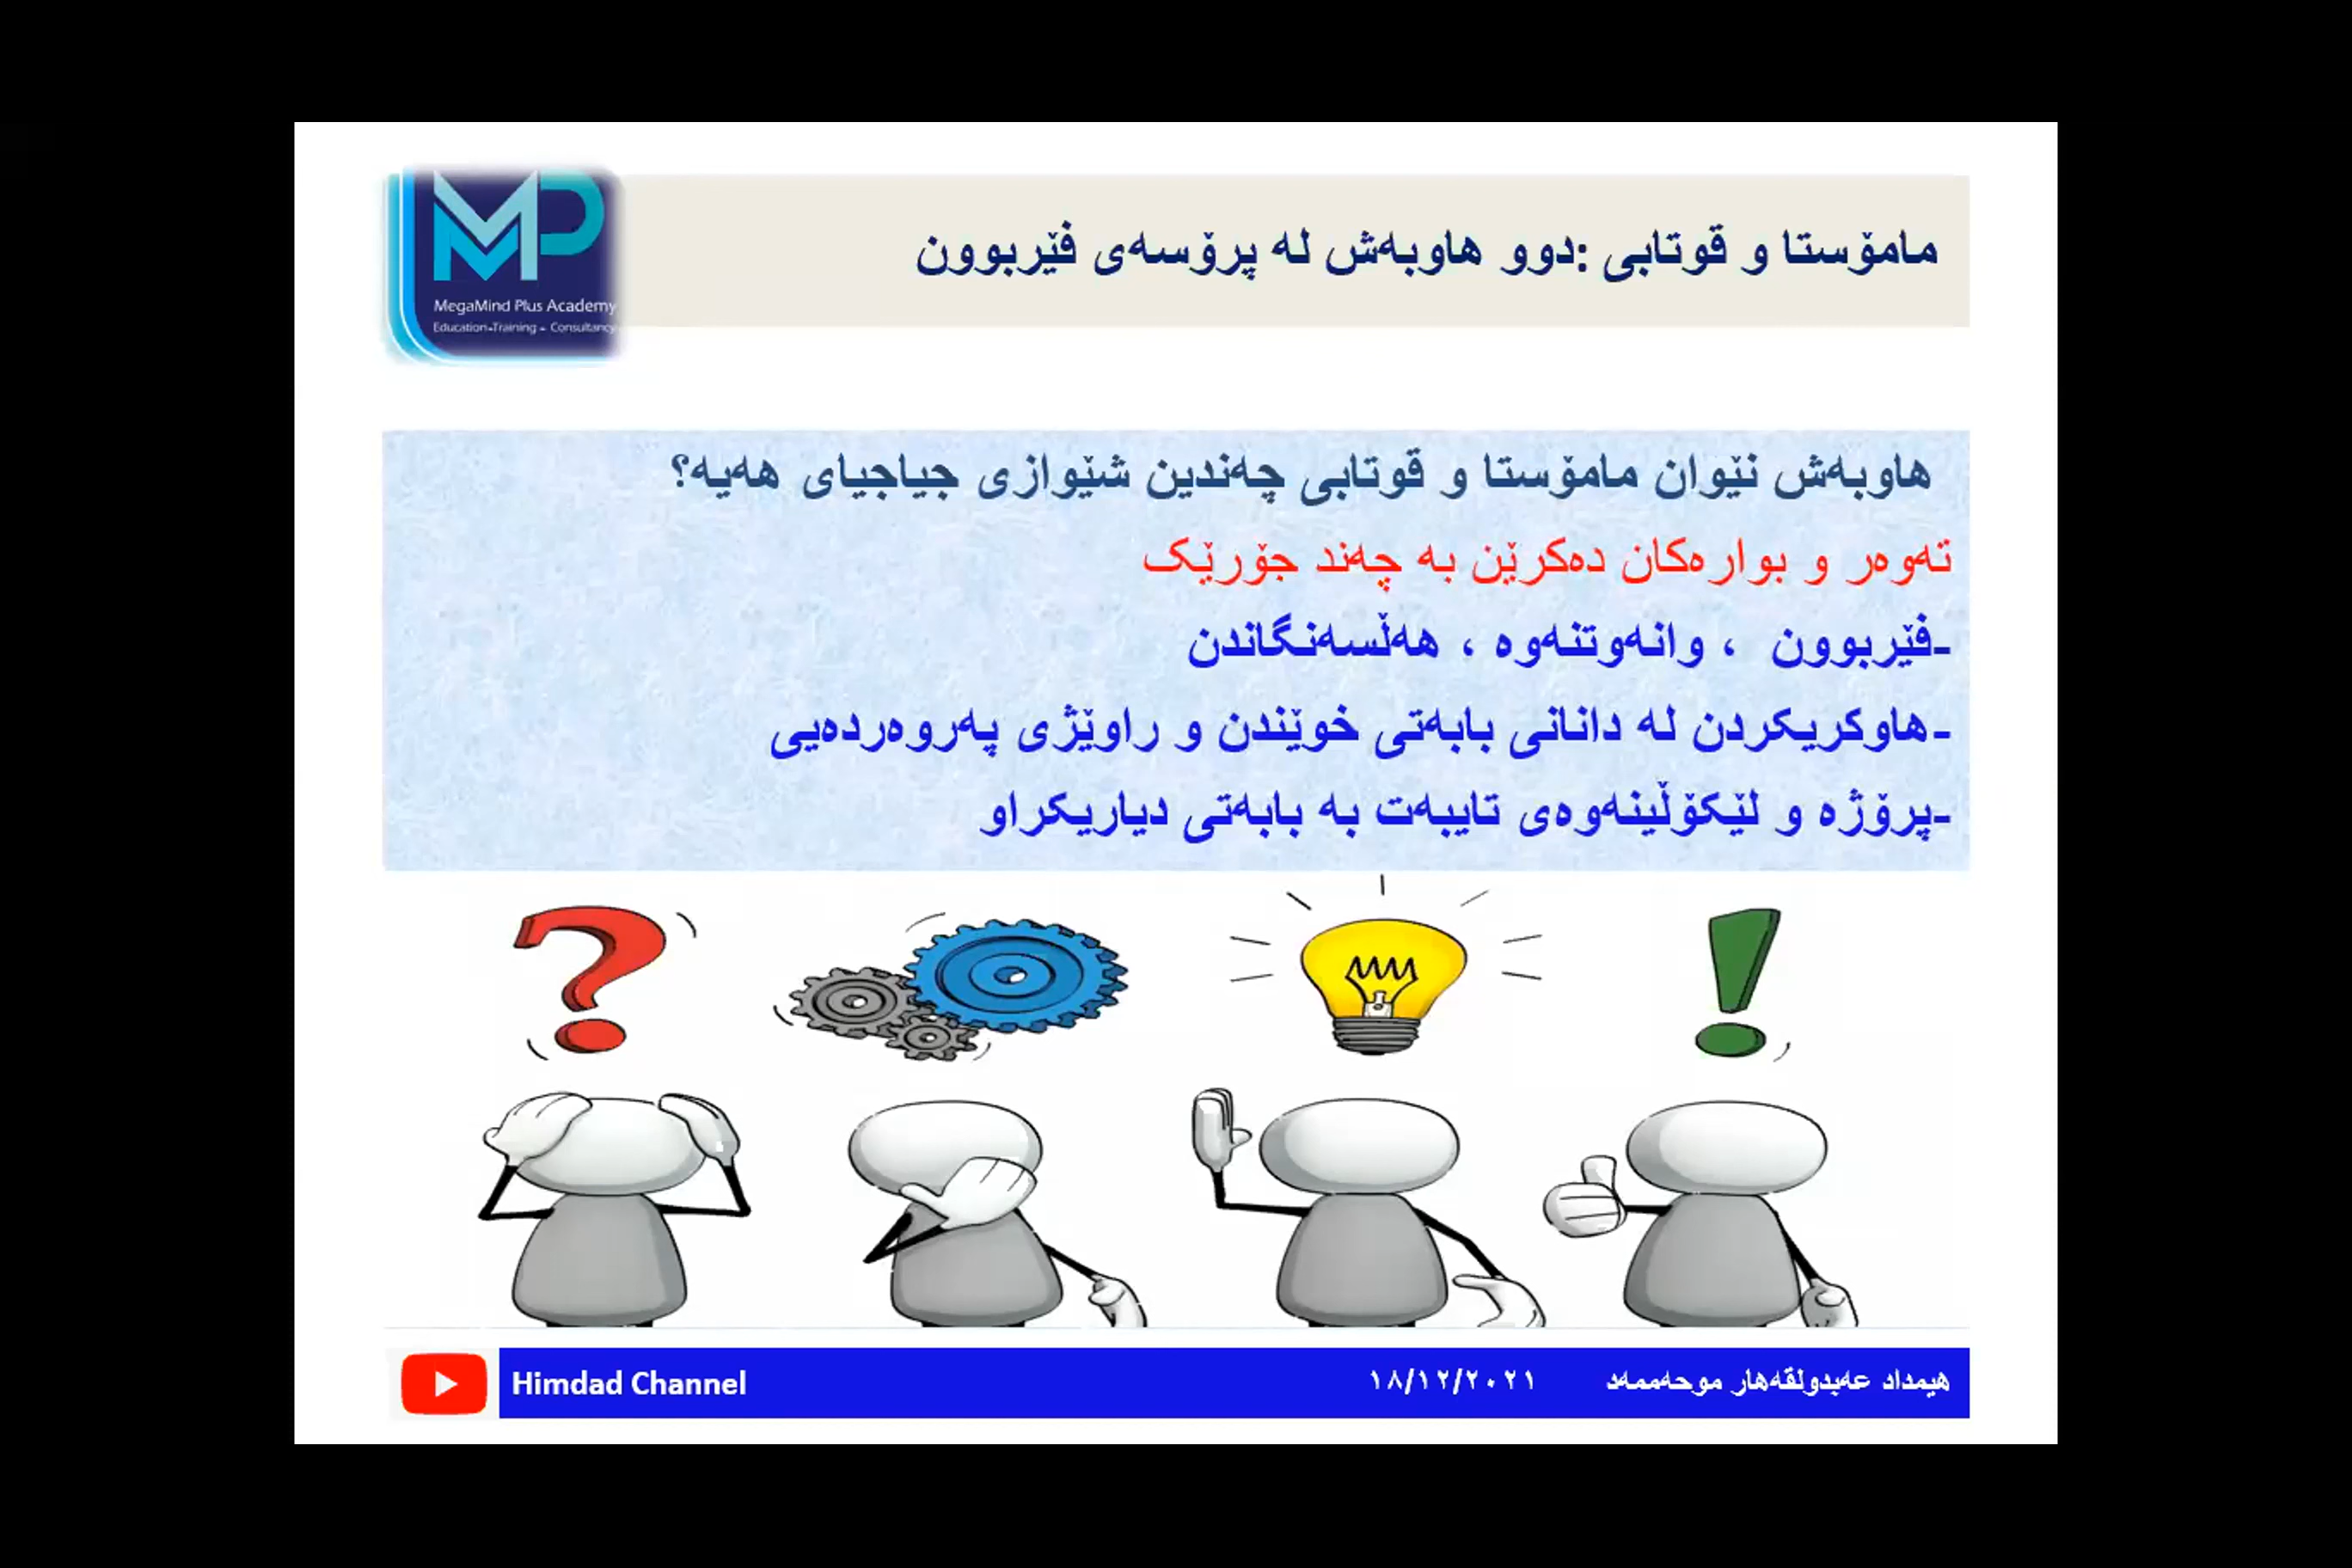 MegaMind Plus Academy
Education-Training - Consultancy
مامۆستا و قوتابی :دوو هاوبەش لە پرۆسەی فێربوون
هاوبەش نێوان مامۆستا و قوتابی چەندین شێوازی جیاجیای هەیە؟
تەوەر و بوارەکان دەکرێن بە چەند جۆرێک
-فێربوون ، وانەوتنەوە ، هەڵسەنگاندن
-هاوکریکردن لە دانانی بابەتی خوێندن و راوێژی پەروەردەیی
-پرۆژە و لێکۆڵینەوەی تایبەت بە بابەتی دیاریکراو
هیمداد عەبدولقەهار موحەممەد ١٨/١٢/٢٠٢١
Himdad Channel